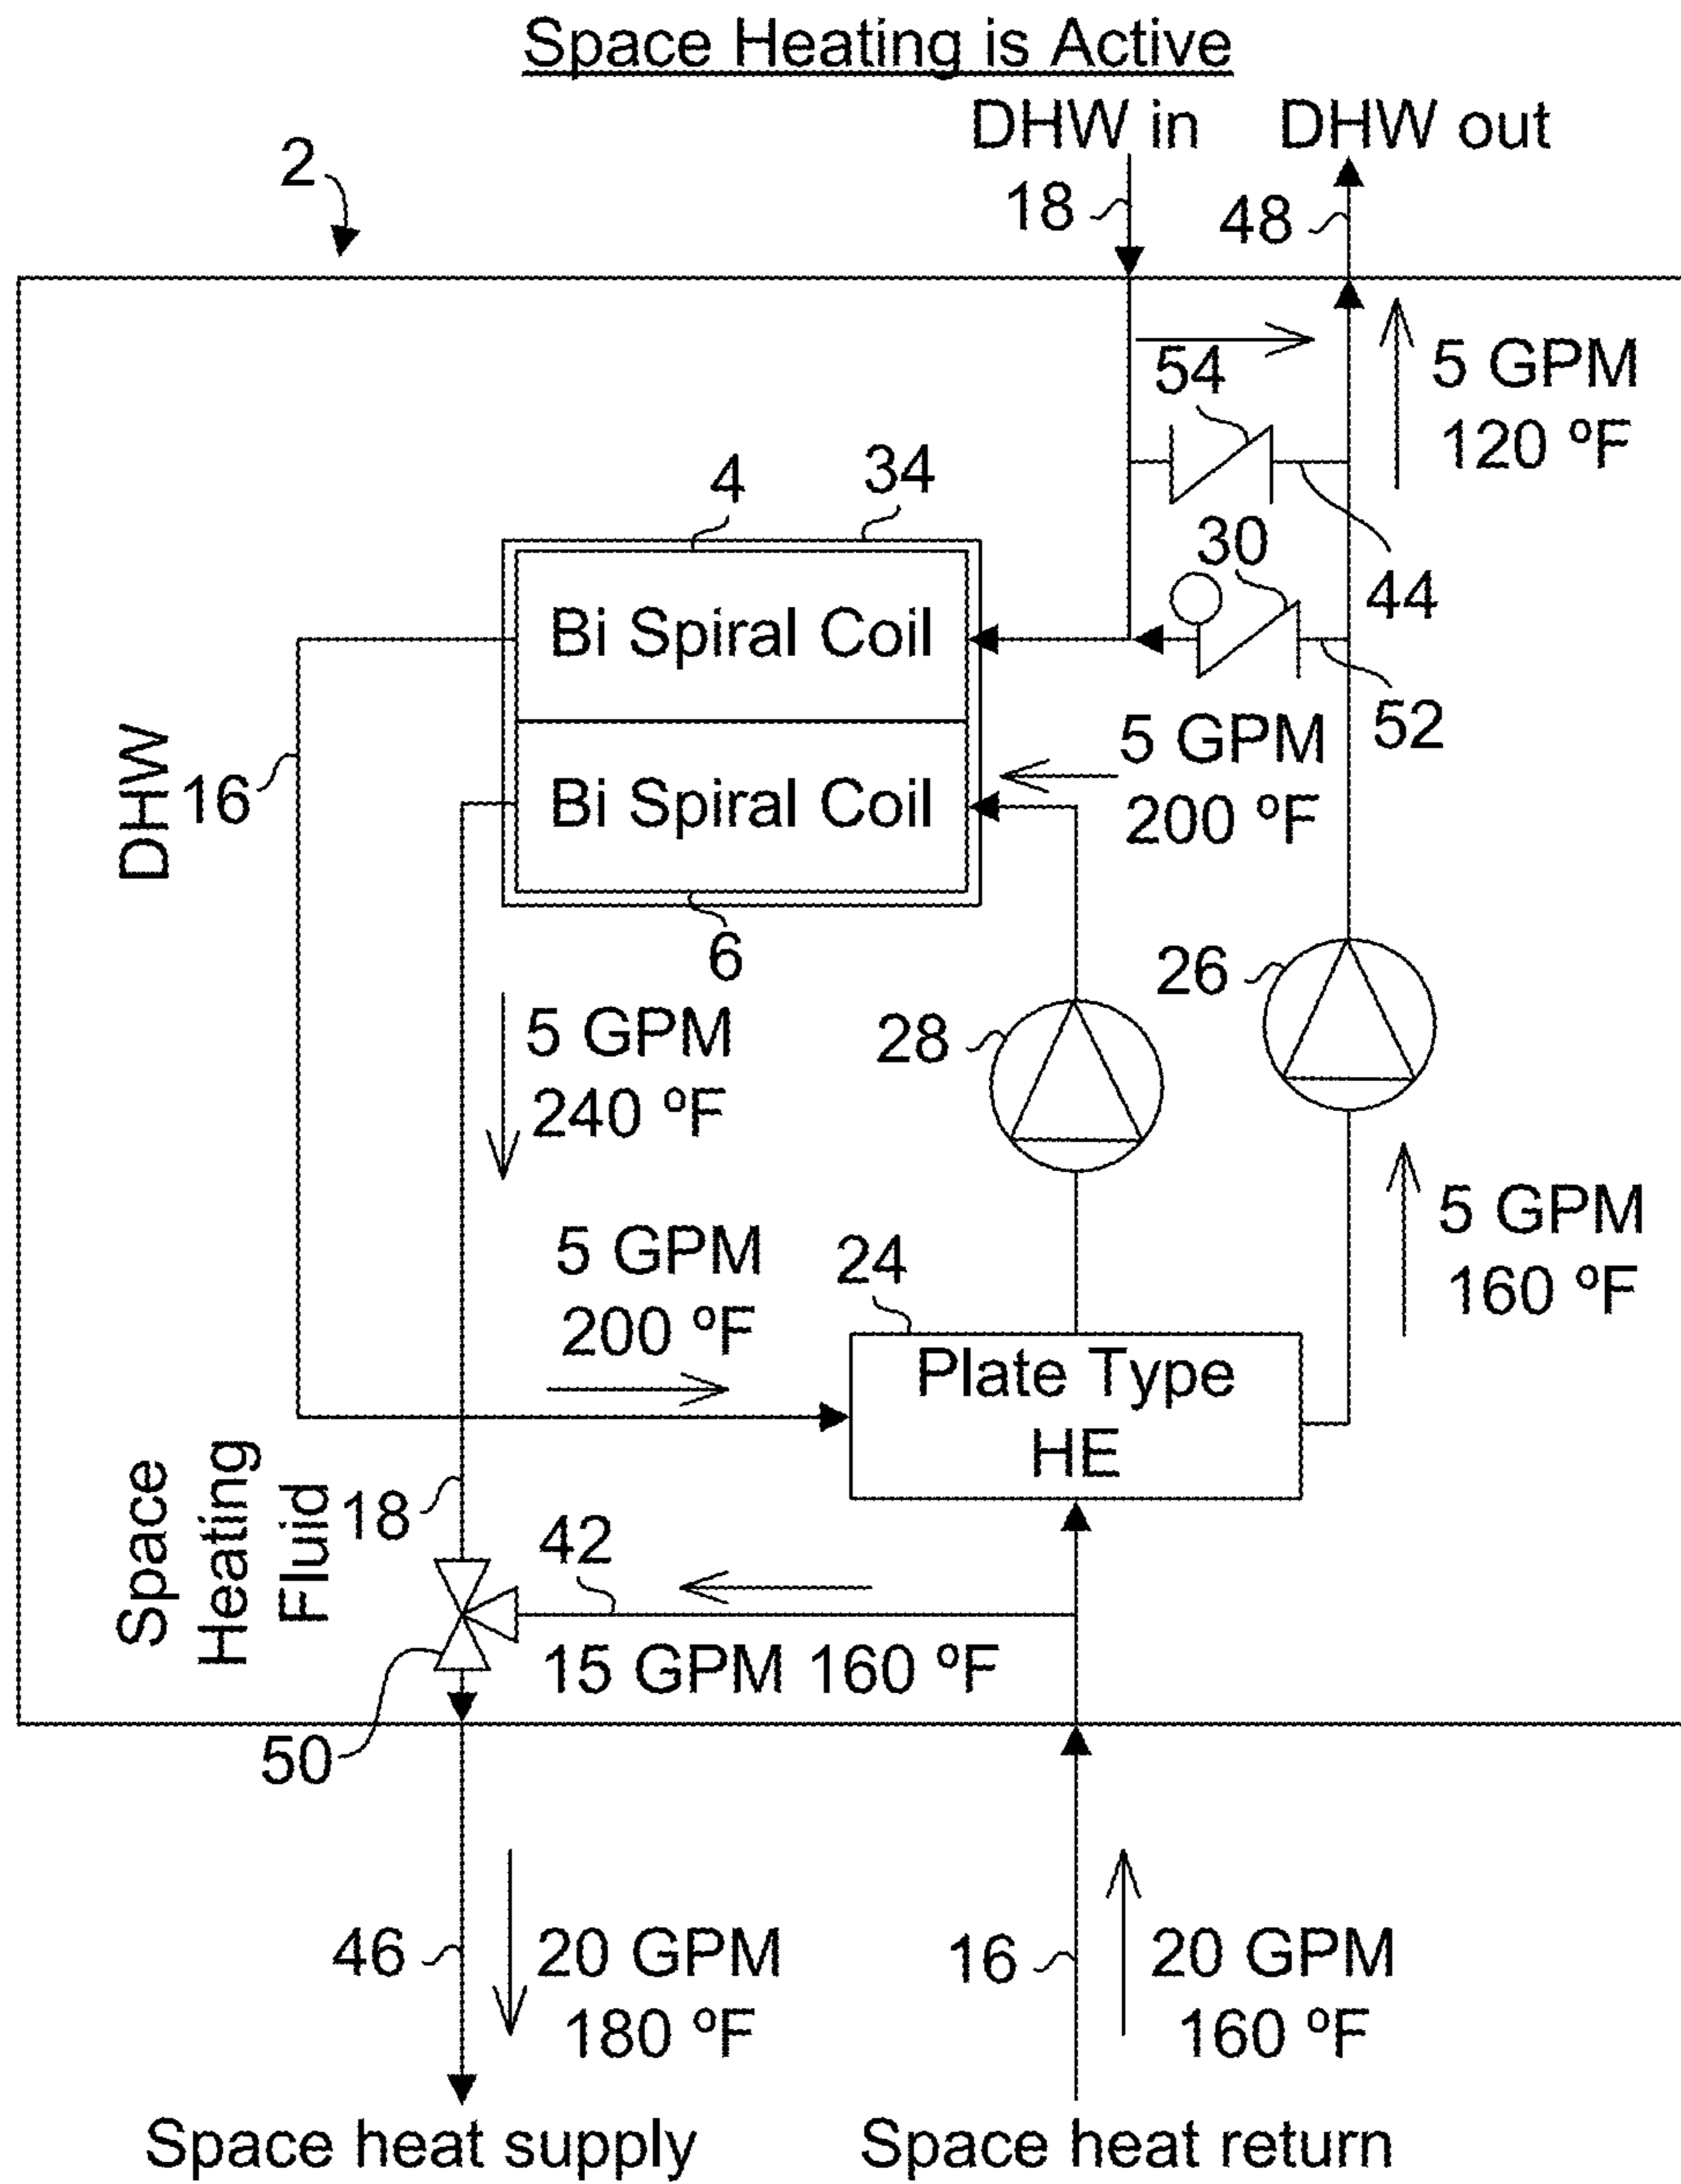 Space Heating is Active
DHW in
DHW out
2
18
48
54
5 GPM
120 ºF
4
34
30
44
Bi Spiral Coil
52
DHW
16
Bi Spiral Coil
5 GPM
200 ºF
6
26
28
5 GPM
240 ºF
5 GPM
200 ºF
24
5 GPM
160 ºF
Plate Type
HE
Space
Heating
Fluid
18
42
15 GPM 160 ºF
50
46
20 GPM
180 ºF
16
20 GPM
160 ºF
Space heat supply
Space heat return